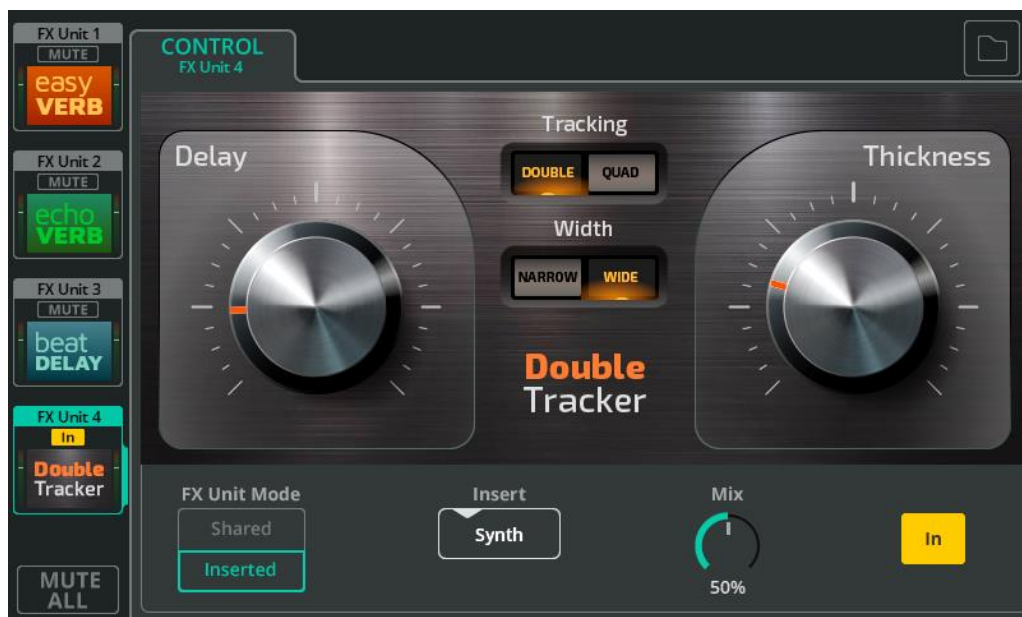 FX Unit 1
MUTE
easy
VERB
FX Unit 2
MUTE
echo
VERB
FX Unit 3
MUTE
beat
DELAY
FX Unit 4
In
Double
Tracker
MUTE
ALL
CONTROL
FX Unit 4
Delay
Tracking
DOUBLE QUAD
Width
NARROW WIDE
Double
Tracker
Thickness
FX Unit Mode
Shared
Inserted
Insert
Synth
Mix
50%
In